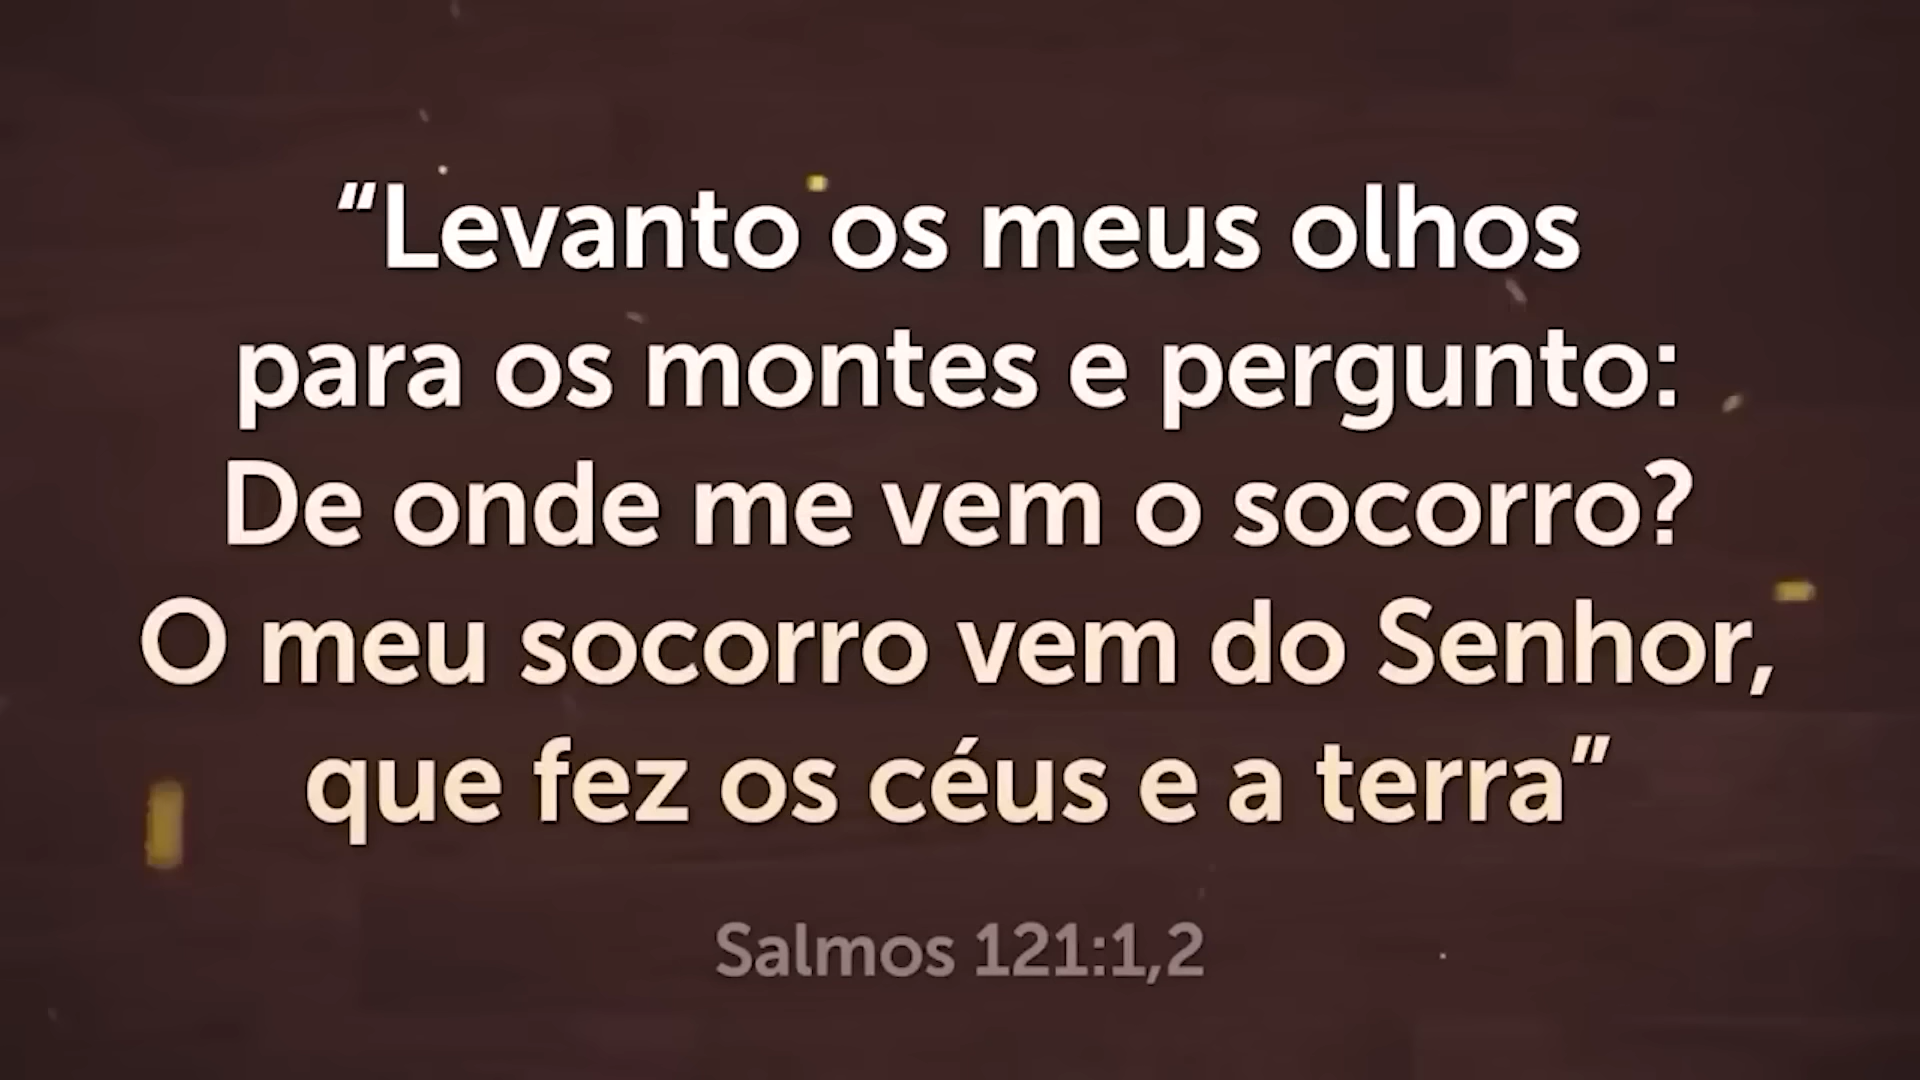 “Levanto os meus olhos
para os montes e pergunto:
De onde me vem o socorro?
O meu socorro vem do Senhor,
que fez os céus e a terra”
Salmos 121:1,2